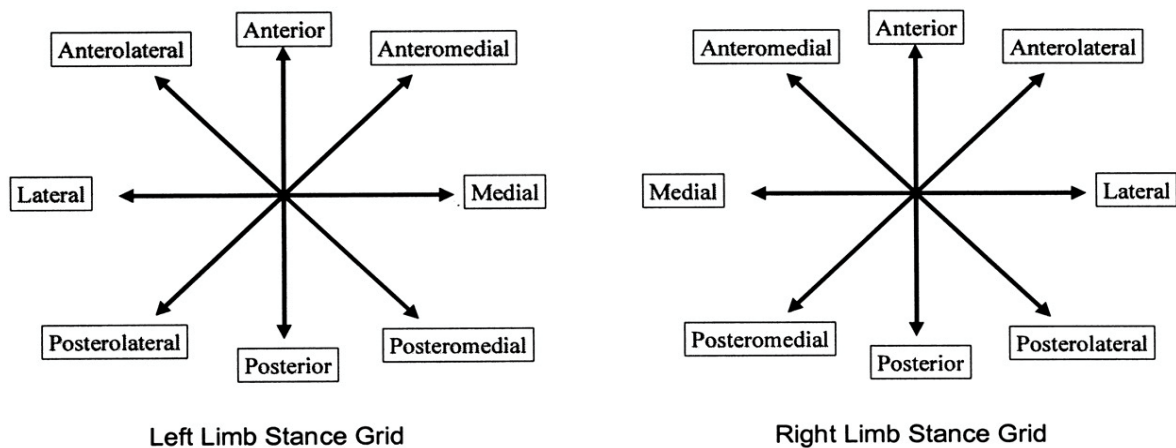 Anterior
Anterolateral
Anteromedial
Lateral
Medial
Posterolateral
Posteromedial
Posterior
Left Limb Stance Grid
Anterior
Anteromedial
Anterolateral
Medial
Lateral
Posteromedial
Posterolateral
Posterior
Right Limb Stance Grid